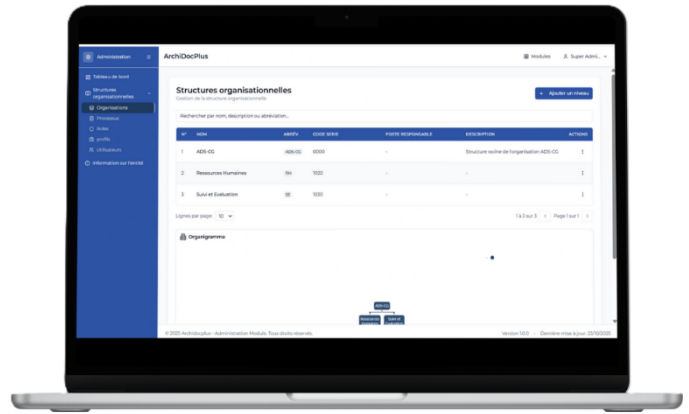 Administration
ArchiDocPlus
Modules
Super Admi...
Tableau de bord
Structures organisationnelles
Organisations
Processus
Rôles
profils
Utilisateurs
Information sur l'entité
Structures organisationnelles
Gestion de la structure organisationnelle
Ajouter un niveau
Rechercher par nom, description ou abréviation...
N° NOM ABRÉV. CODE SÉRIE POSTE RESPONSABLE DESCRIPTION ACTIONS
1 ADS-CG ADS-CG 0000 - Structure racine de l'organisation ADS-CG
2 Ressources Humaines RH 1000 - -
3 Suivi et Evaluation SE 1000 - -
Lignes par page: 10
1 à 3 sur 3
Page 1 sur 1
Organigramme
ADS-CG
Ressources
Suivi et
© 2025 Archidocplus - Administration Module. Tous droits réservés.
Version 1.6.0 - Dernière mise à jour: 23/10/2025